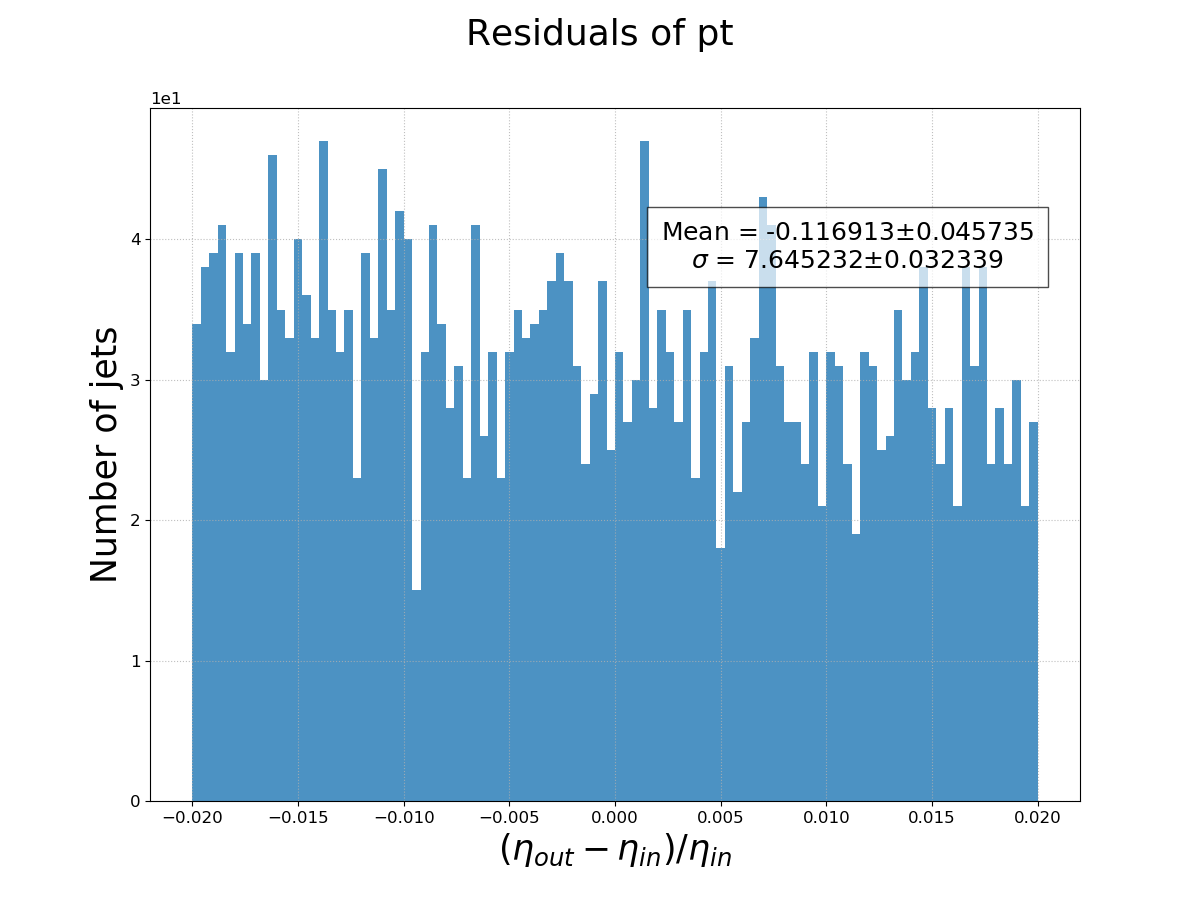 Residuals of pt
1e1
Mean = -0.116913±0.045735
σ = 7.645232±0.032339
Number of jets
4
3
2
1
0
−0.020 −0.015 −0.010 −0.005 0.000 0.005 0.010 0.015 0.020
(η_out − η_in)/η_in